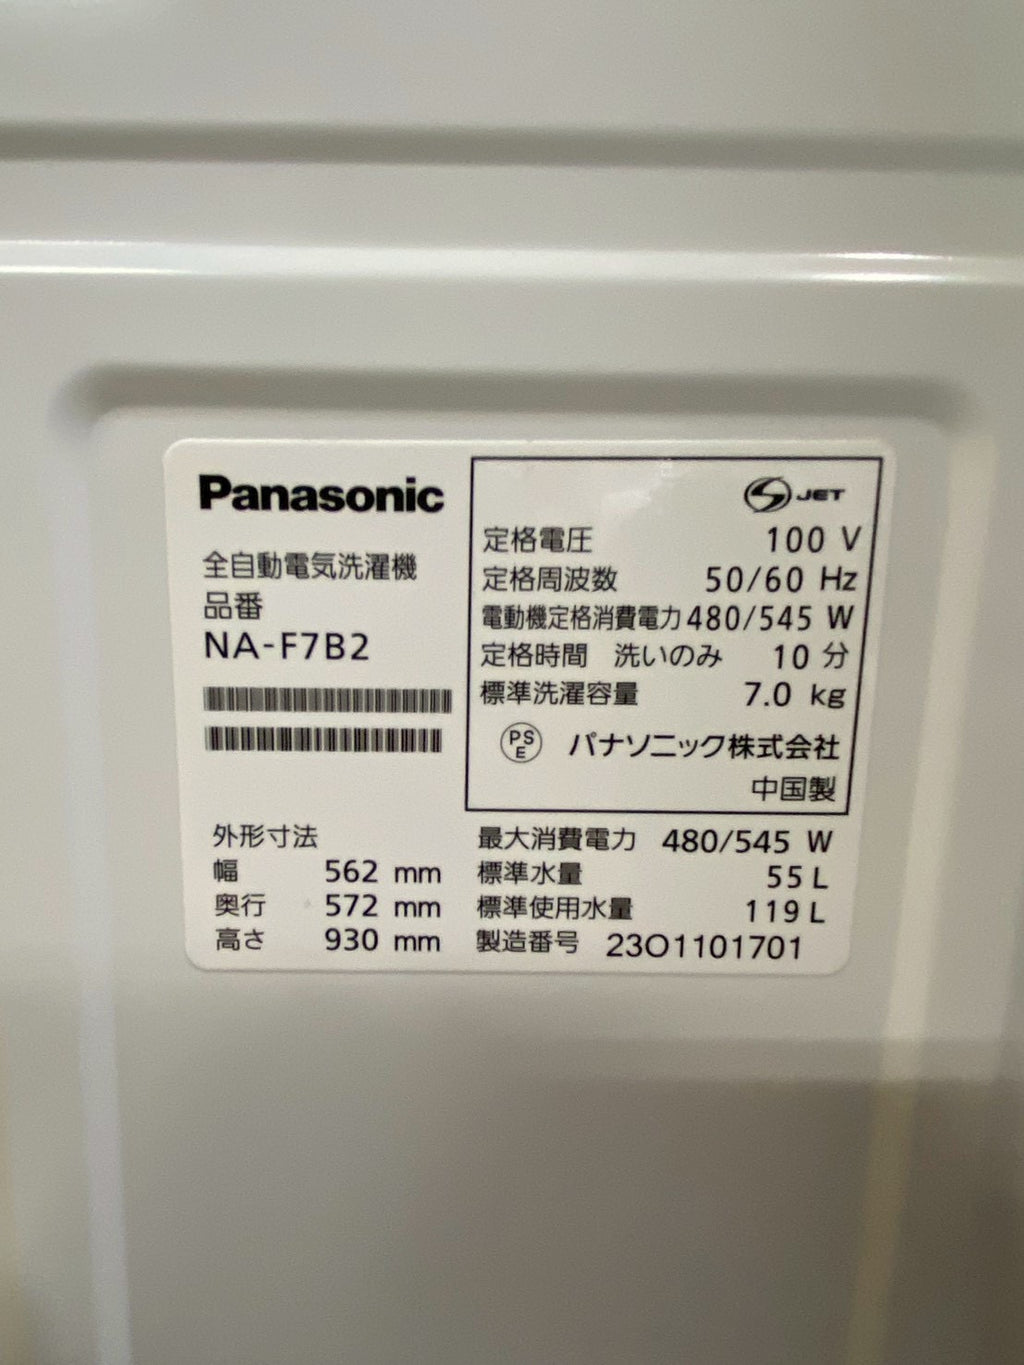 Panasonic
全自動電気洗濯機
品番
NA-F7B2
JET
定格電圧 100 V
定格周波数 50/60 Hz
電動機定格消費電力 480/545 W
定格時間 洗いのみ 10 分
標準洗濯容量 7.0 kg
PS
E
パナソニック株式会社
中国製
外形寸法
幅 562 mm
奥行 572 mm
高さ 930 mm
最大消費電力 480/545 W
標準水量 55 L
標準使用水量 119 L
製造番号 23O1101701